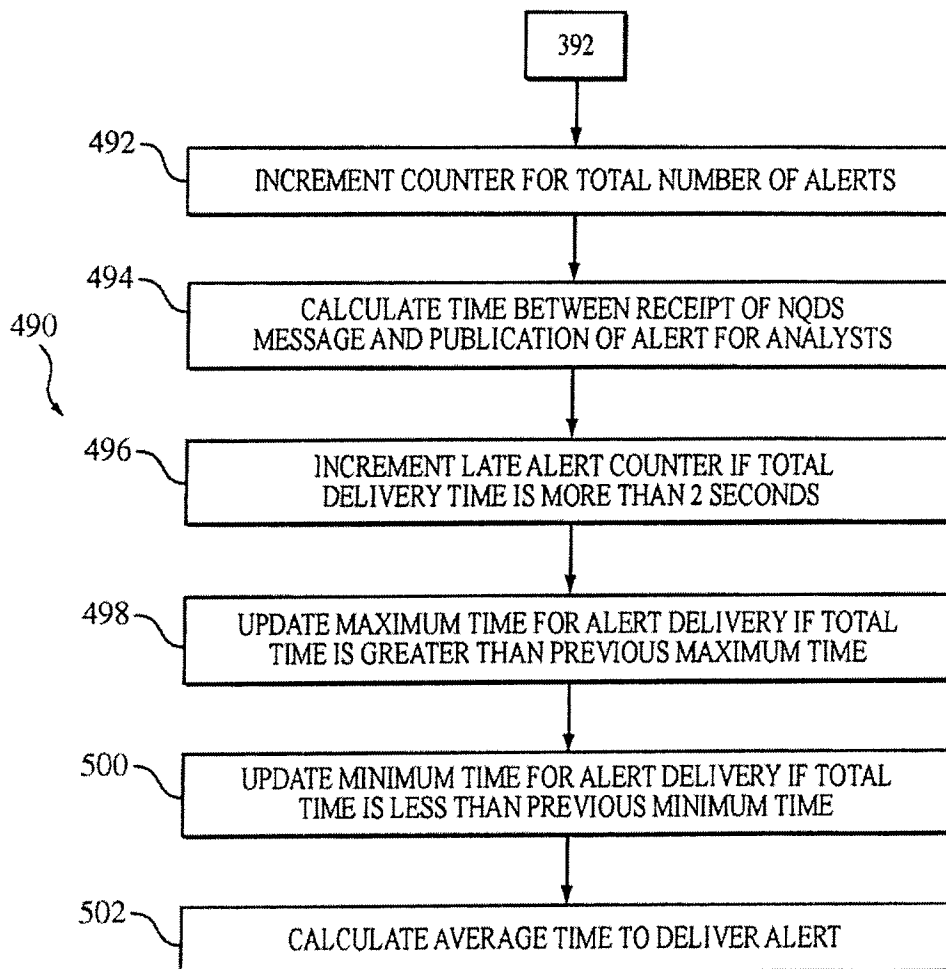 392
492
INCREMENT COUNTER FOR TOTAL NUMBER OF ALERTS
494
CALCULATE TIME BETWEEN RECEIPT OF NQDS
MESSAGE AND PUBLICATION OF ALERT FOR ANALYSTS
490
496
INCREMENT LATE ALERT COUNTER IF TOTAL
DELIVERY TIME IS MORE THAN 2 SECONDS
498
UPDATE MAXIMUM TIME FOR ALERT DELIVERY IF TOTAL
TIME IS GREATER THAN PREVIOUS MAXIMUM TIME
500
UPDATE MINIMUM TIME FOR ALERT DELIVERY IF TOTAL
TIME IS LESS THAN PREVIOUS MINIMUM TIME
502
CALCULATE AVERAGE TIME TO DELIVER ALERT